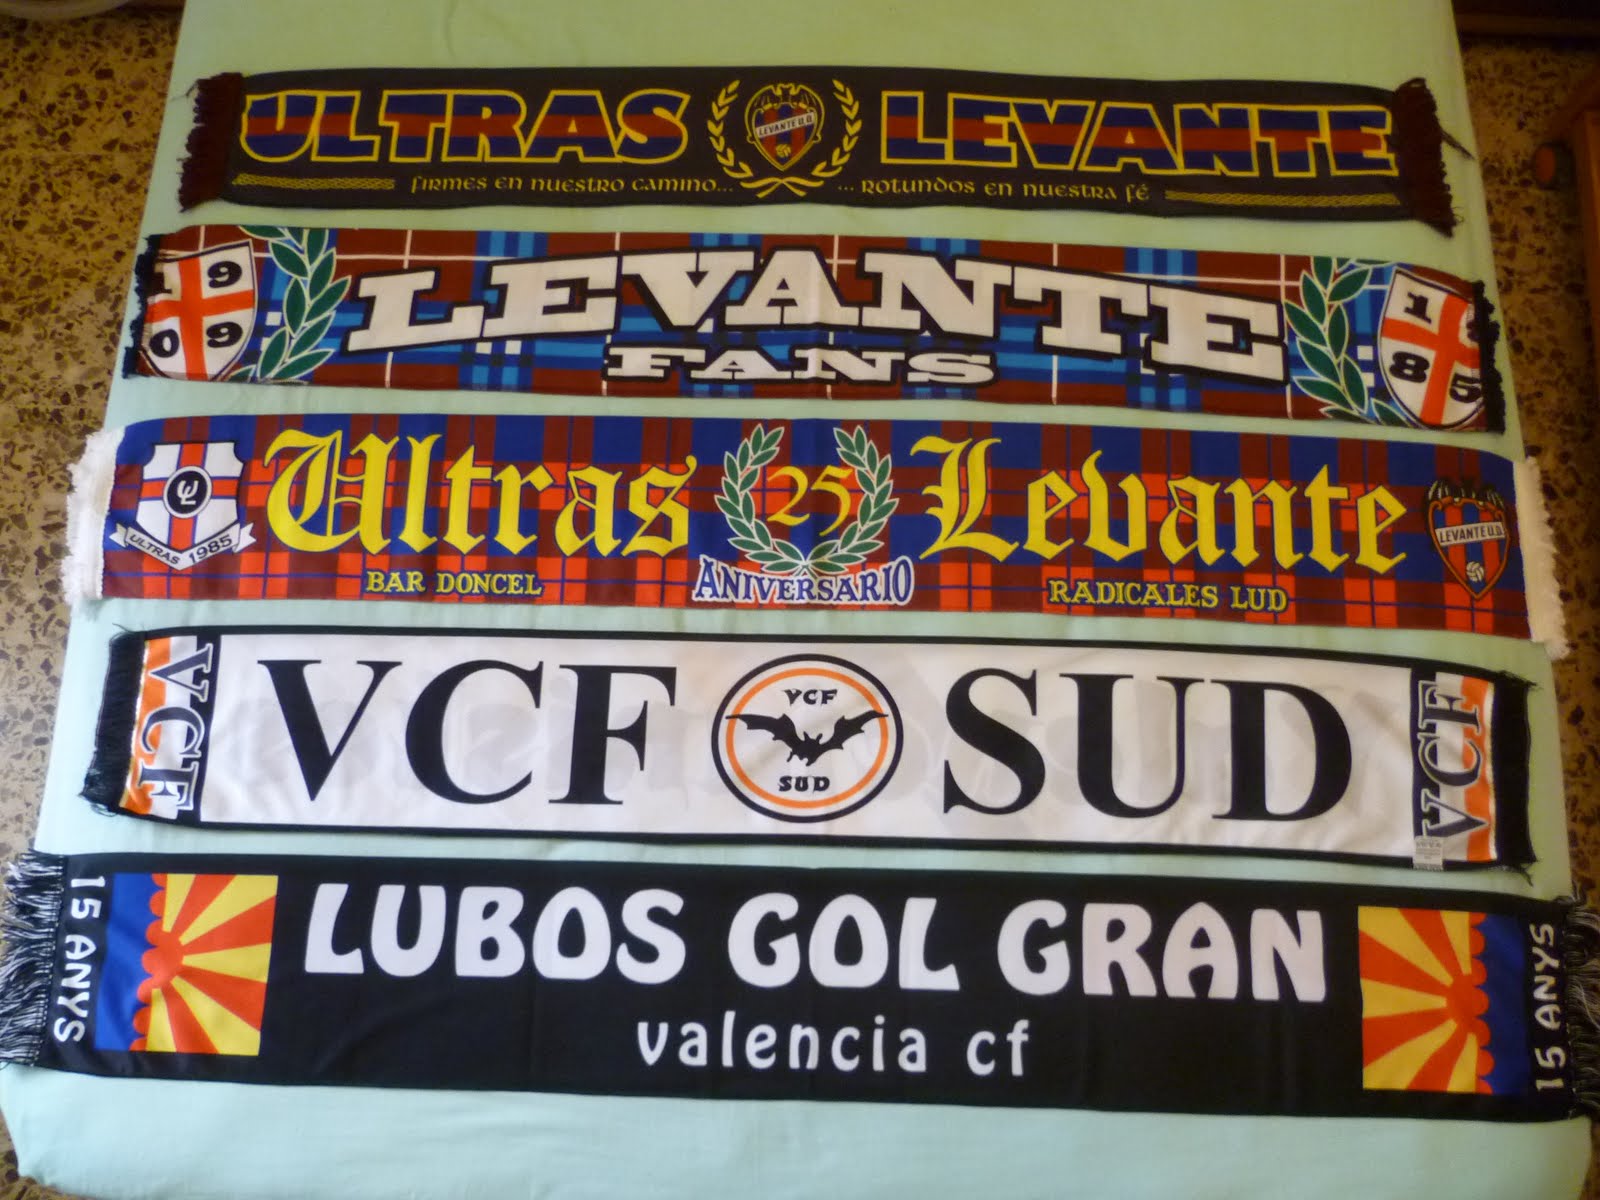 ULTRAS LEVANTE U.D. LEVANTE
FIRMES EN NUESTRO CAMINO... ... ROTUNDOS EN NUESTRA FÉ
19 09 LEVANTE 1985
FANS
Ultras 25 Levante
UL ULTRAS 1985 LEVANTE U.D.
BAR DONCEL ANIVERSARIO RADICALES LUD
VCF VCF VCF SUD SUD VCF
15 ANYS LUBOS GOL GRAN 15 ANYS
valencia cf